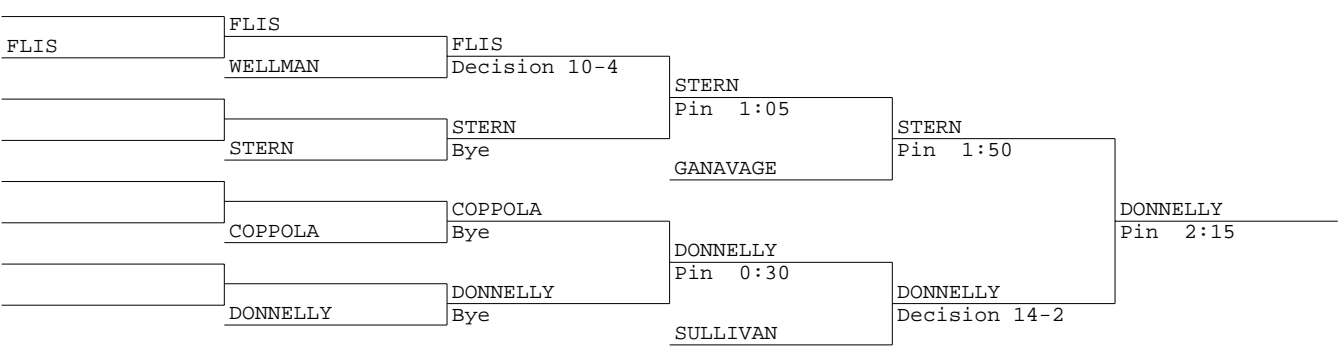 FLIS
FLIS
WELLMAN
FLIS
Decision 10-4
STERN
STERN
Bye
STERN
Pin 1:05
GANAVAGE
STERN
Pin 1:50
COPPOLA
COPPOLA
Bye
DONNELLY
DONNELLY
Bye
DONNELLY
Pin 0:30
SULLIVAN
DONNELLY
Decision 14-2
DONNELLY
Pin 2:15